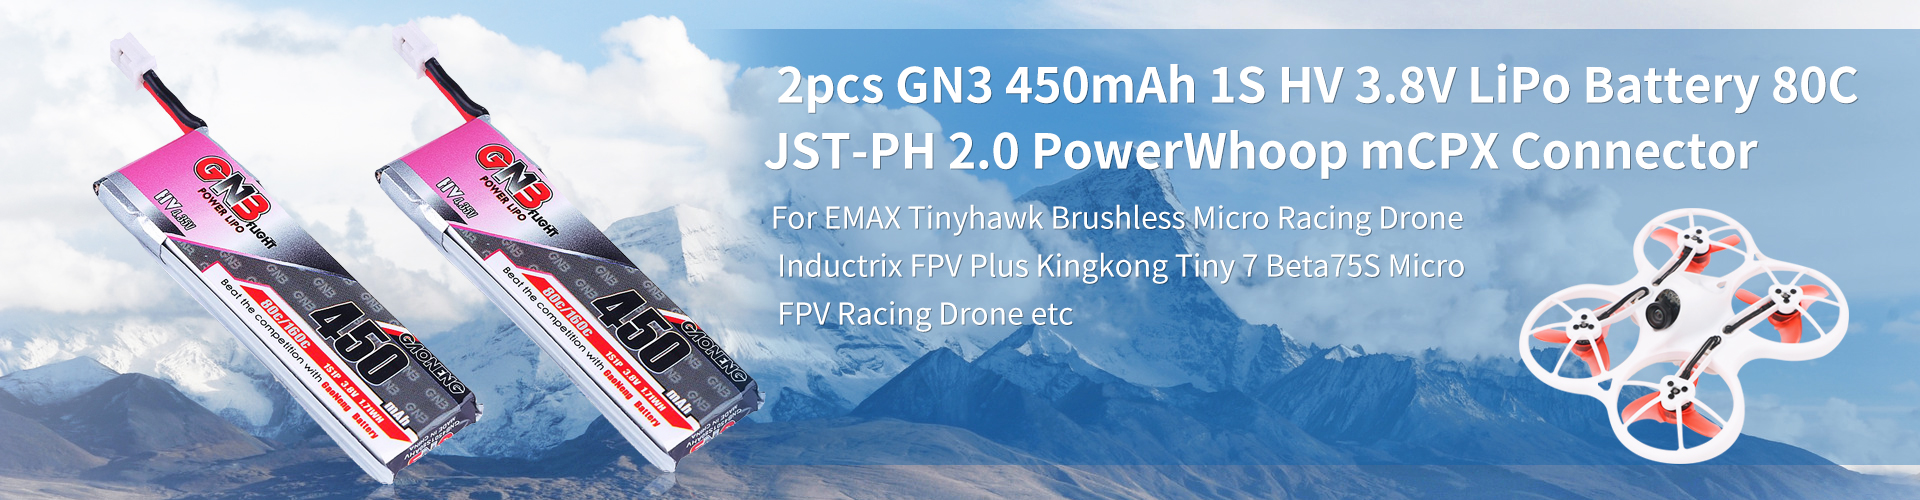 2pcs GN3 450mAh 1S HV 3.8V LiPo Battery 80C
JST-PH 2.0 PowerWhoop mCPX Connector
For EMAX Tinyhawk Brushless Micro Racing Drone
Inductrix FPV Plus Kingkong Tiny 7 Beta75S Micro
FPV Racing Drone etc
GNB
POWER LIPO
FLIGHT
HV 4.35V
450
mAh
GAONENG
80C/160C
1S1P 3.8V 1.71WH
Beat the competition with GaoNeng Battery
GNB
POWER LIPO
FLIGHT
HV 4.35V
450
mAh
GAONENG
80C/160C
1S1P 3.8V 1.71WH
Beat the competition with GaoNeng Battery